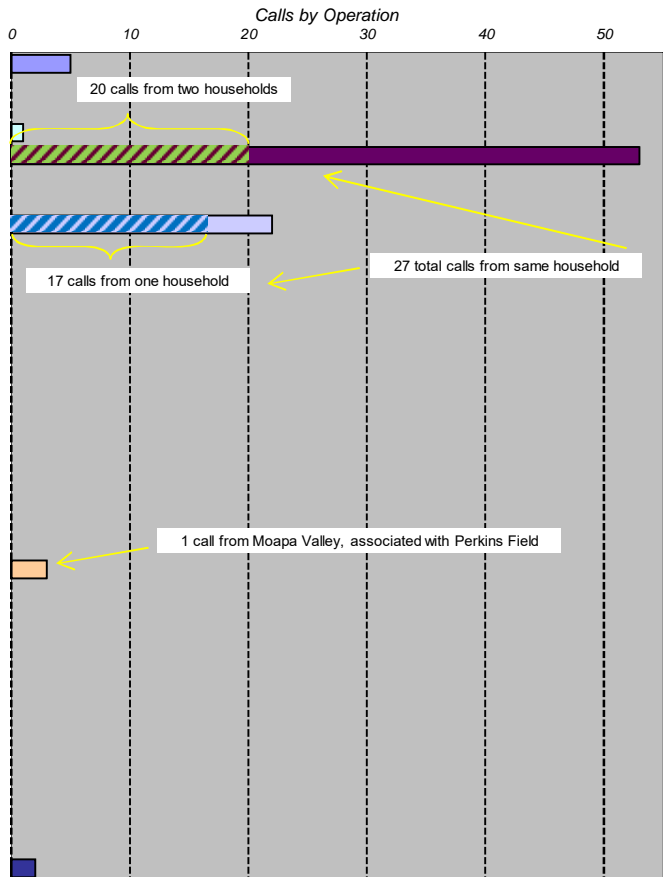 Calls by Operation
0 10 20 30 40 50
20 calls from two households
27 total calls from same household
17 calls from one household
1 call from Moapa Valley, associated with Perkins Field